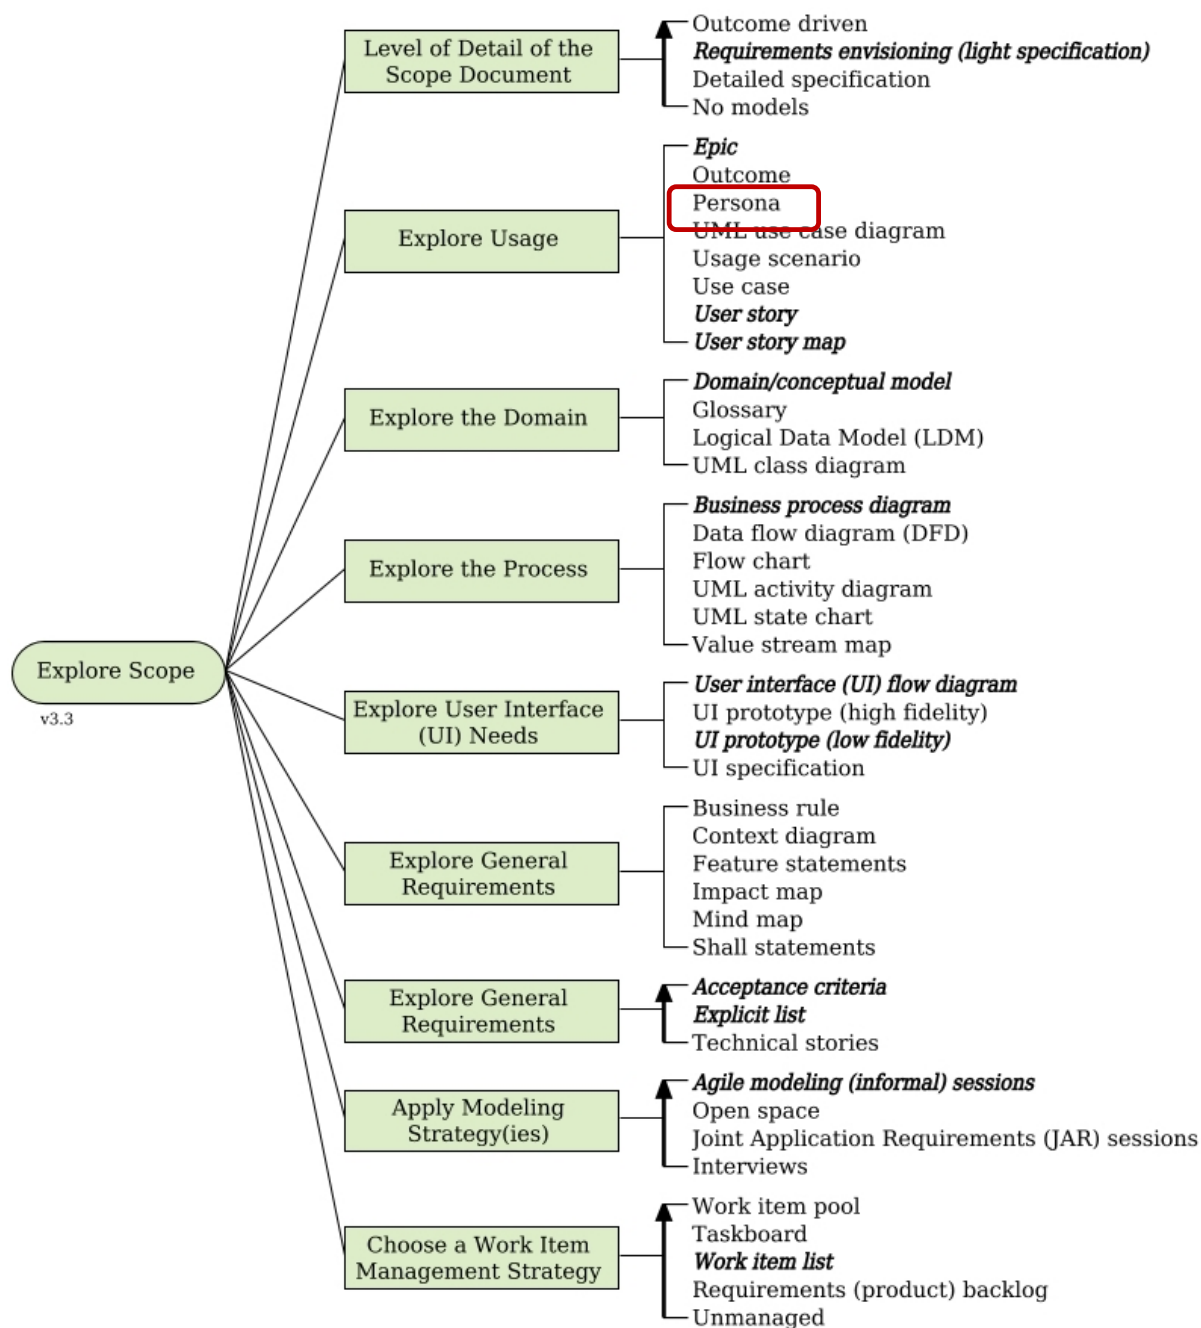 Level of Detail of the
Scope Document
Outcome driven
Requirements envisioning (light specification)
Detailed specification
No models
Explore Usage
Epic
Outcome
Persona
UML use case diagram
Usage scenario
Use case
User story
User story map
Explore the Domain
Domain/conceptual model
Glossary
Logical Data Model (LDM)
UML class diagram
Explore the Process
Business process diagram
Data flow diagram (DFD)
Flow chart
UML activity diagram
UML state chart
Value stream map
Explore Scope
v3.3
Explore User Interface
(UI) Needs
User interface (UI) flow diagram
UI prototype (high fidelity)
UI prototype (low fidelity)
UI specification
Explore General
Requirements
Business rule
Context diagram
Feature statements
Impact map
Mind map
Shall statements
Explore General
Requirements
Acceptance criteria
Explicit list
Technical stories
Apply Modeling
Strategy(ies)
Agile modeling (informal) sessions
Open space
Joint Application Requirements (JAR) sessions
Interviews
Choose a Work Item
Management Strategy
Work item pool
Taskboard
Work item list
Requirements (product) backlog
Unmanaged